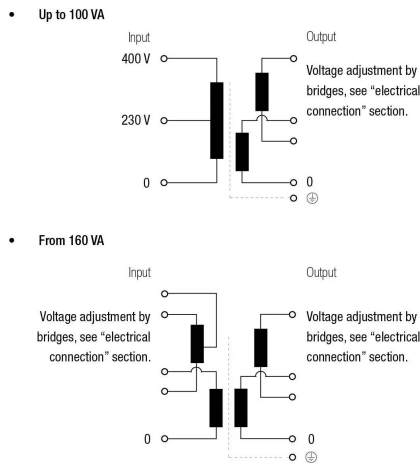 • Up to 100 VA
Input
Output
400 V
Voltage adjustment by
bridges, see “electrical
connection” section.
230 V
0
0
• From 160 VA
Input
Output
Voltage adjustment by
bridges, see “electrical
connection” section.
Voltage adjustment by
bridges, see “electrical
connection” section.
0
0